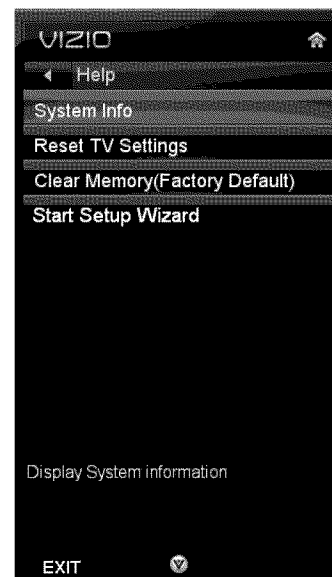 VIZIO
Help
System Info
Reset TV Settings
Clear Memory(Factory Default)
Start Setup Wizard
Display System information
EXIT